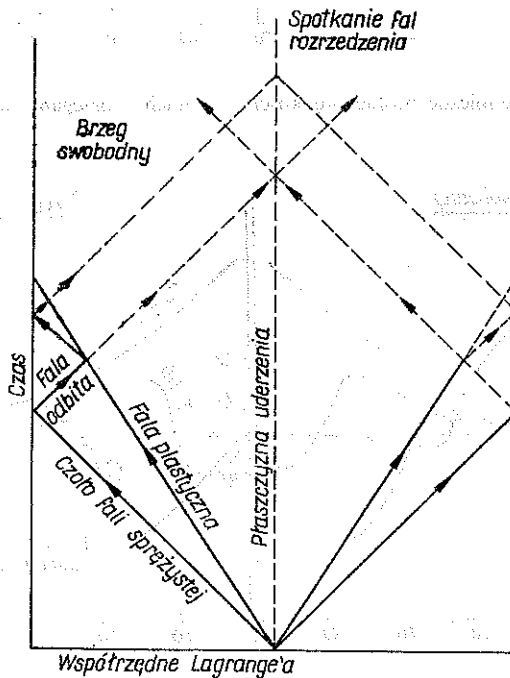 Spotkanie fal
rozrzedzenia
Brzeg
swobodny
Czas
Fala
odbita
Fala plastyczna
Czoło fali sprężystej
Płaszczyzna uderzenia
Współrzędne Lagrange'a